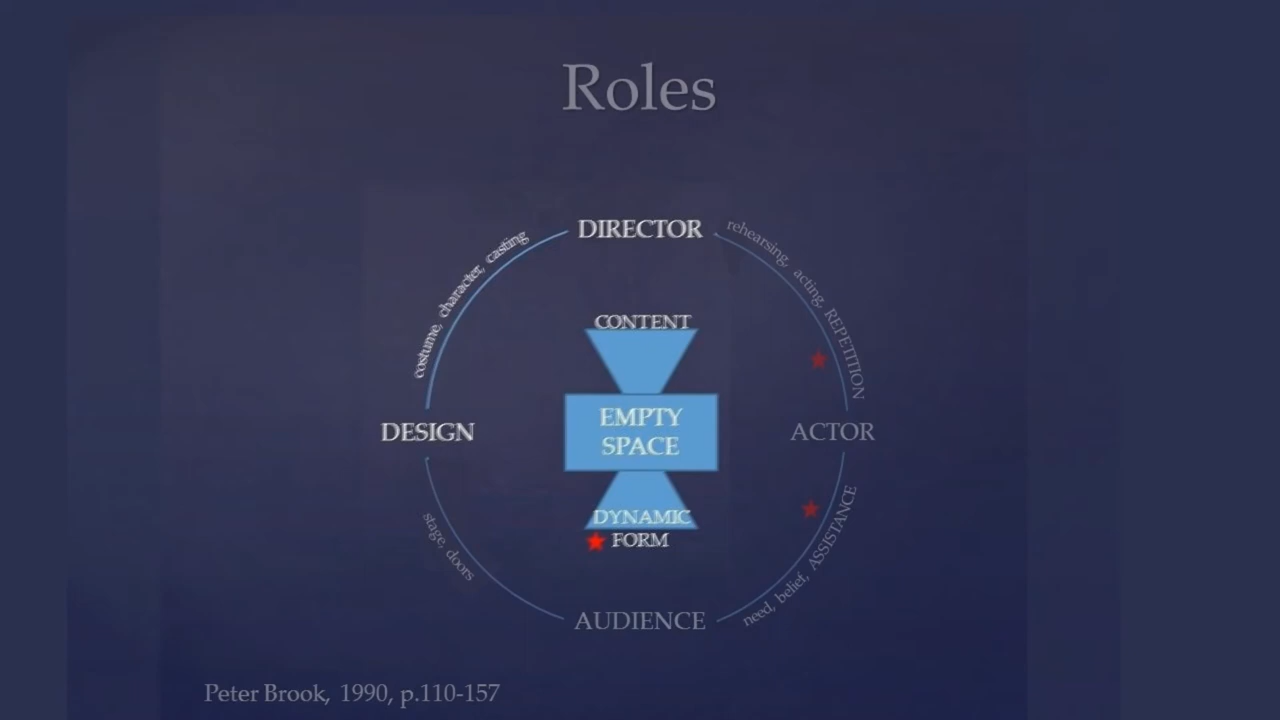 Roles
DIRECTOR
costume, character, casting
rehearsing, acting, REPETITION
CONTENT
EMPTY
SPACE
DESIGN
ACTOR
DYNAMIC
FORM
stage, doors
need, belief, ASSISTANCE
AUDIENCE
Peter Brook, 1990, p.110-157